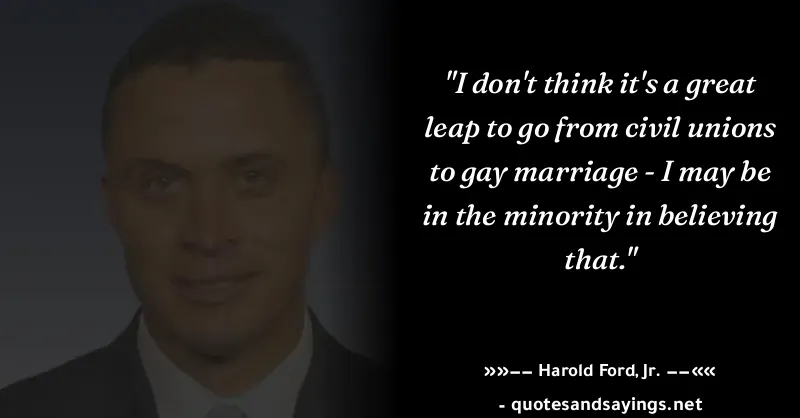 "I don't think it's a great
leap to go from civil unions
to gay marriage - I may be
in the minority in believing
that."
»»−− Harold Ford, Jr. −−««
- quotesandsayings.net